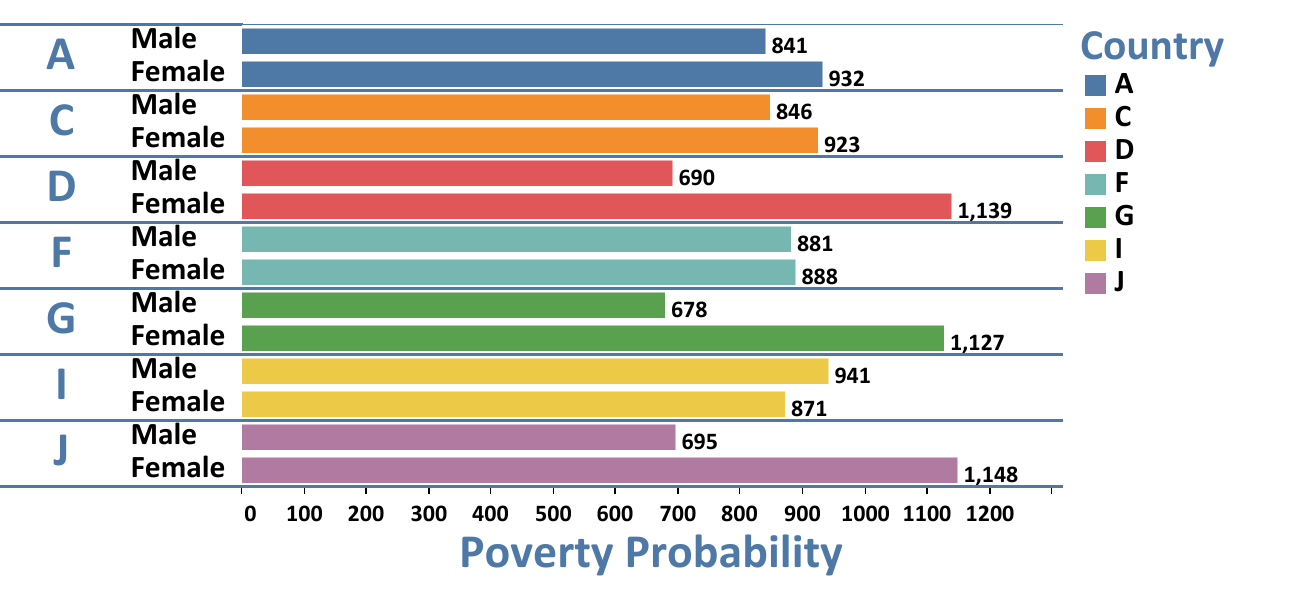 Country
A
Male
841
Female
932
C
Male
846
Female
923
D
Male
690
Female
1,139
F
Male
881
Female
888
G
Male
678
Female
1,127
I
Male
941
Female
871
J
Male
695
Female
1,148
0 100 200 300 400 500 600 700 800 900 1000 1100 1200
Poverty Probability
A
C
D
F
G
I
J